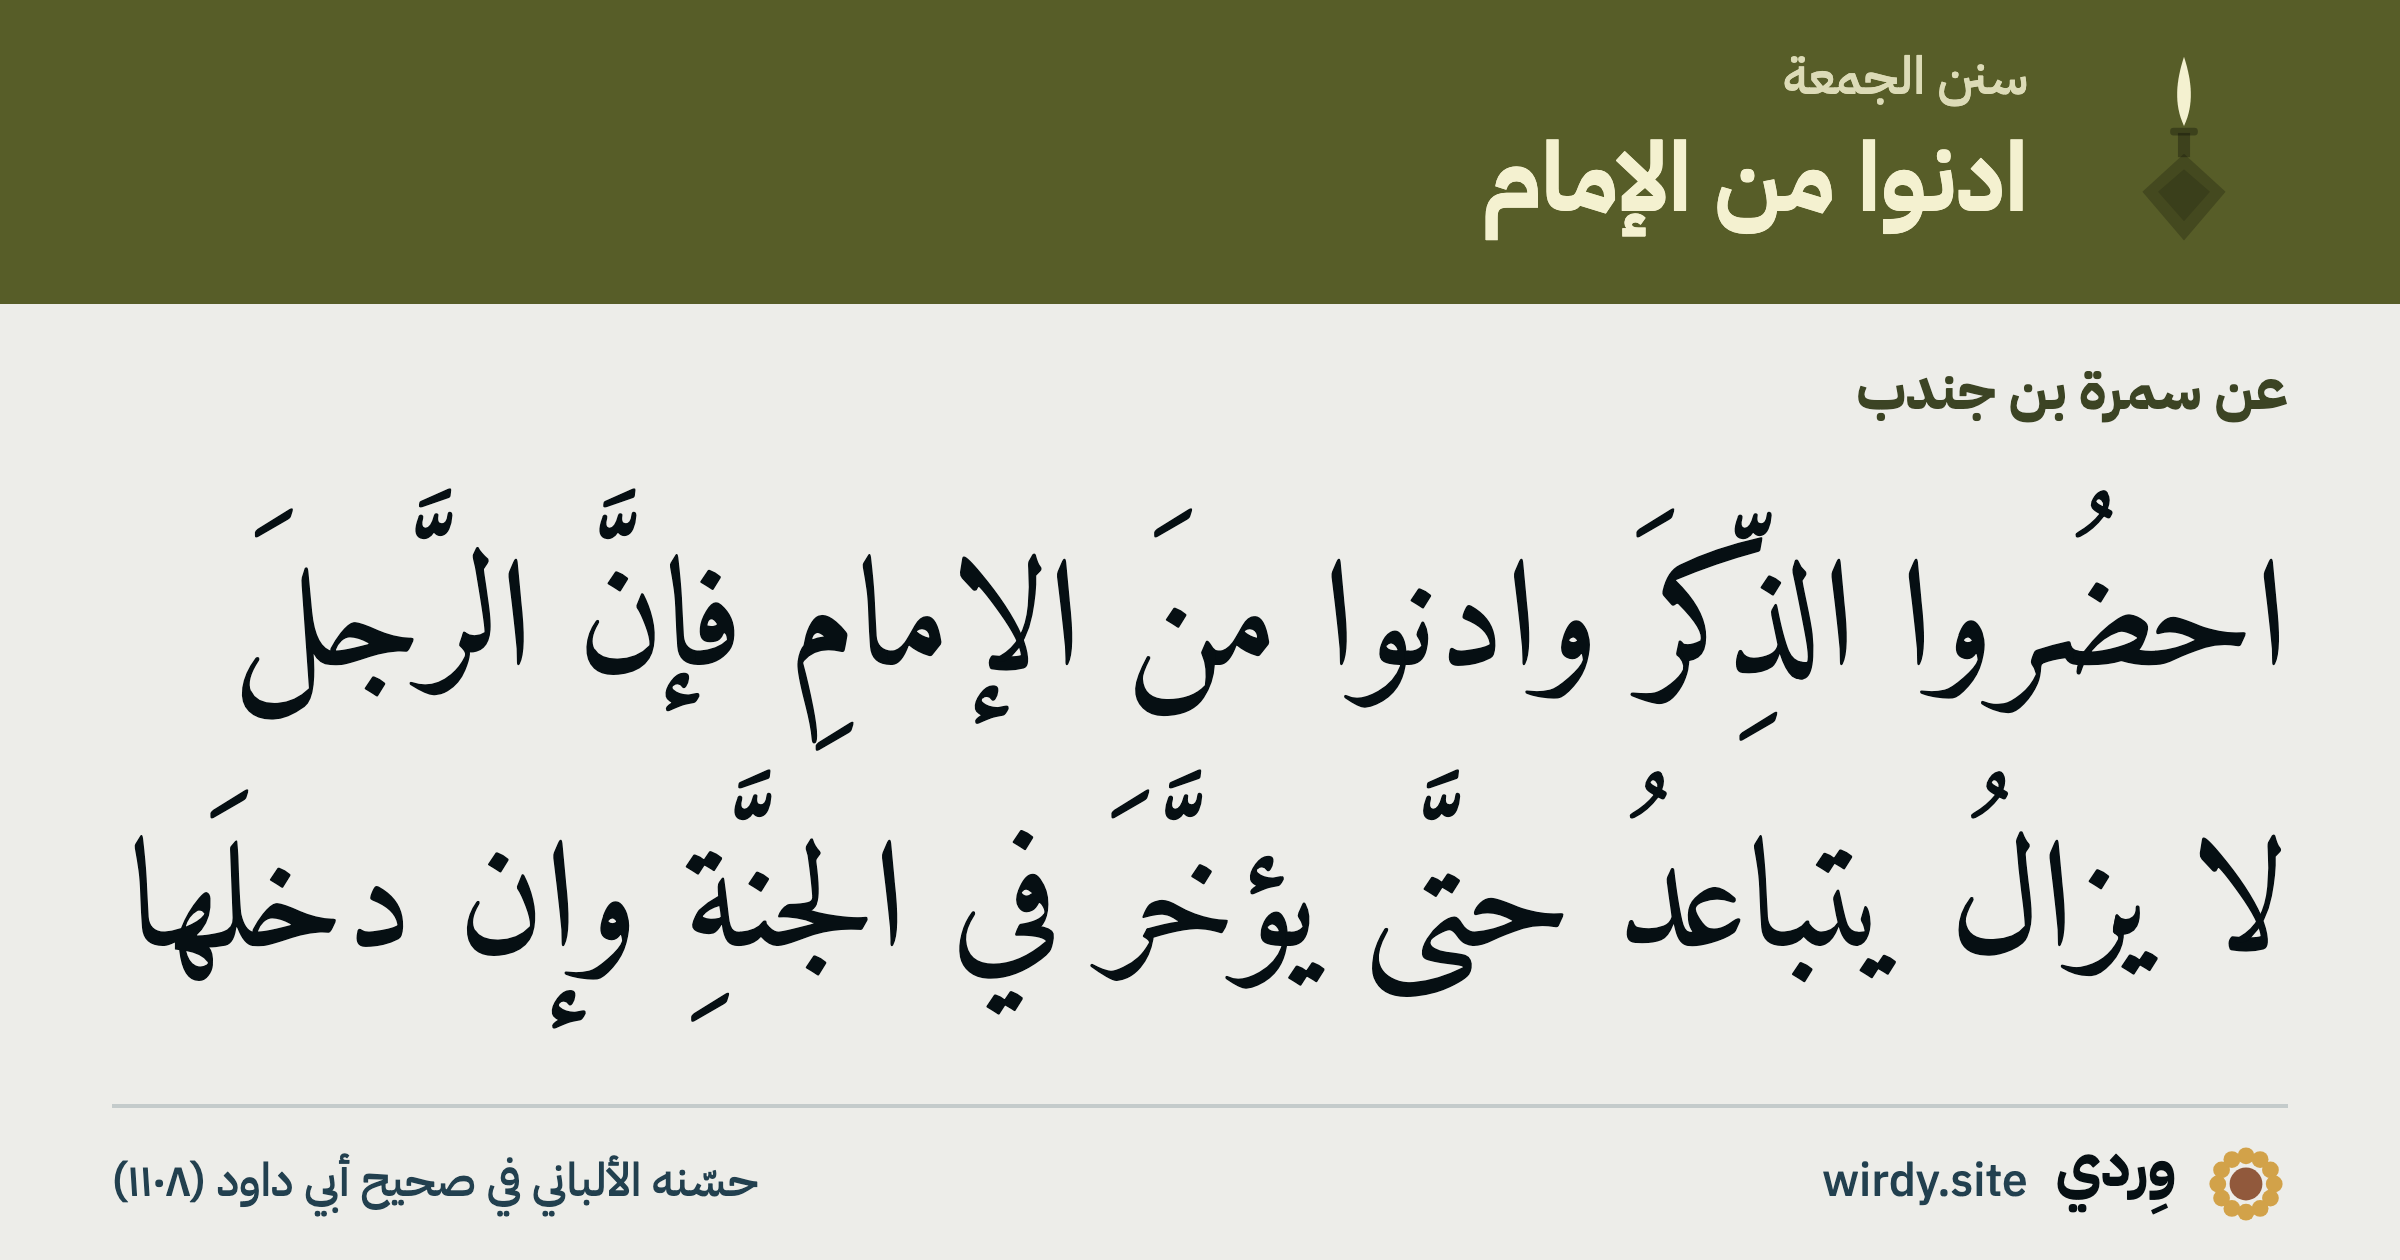 سنن الجمعة
ادنوا من الإمام
عن سمرة بن جندب
احضُروا الذِّكرَ وادنوا منَ الإمامِ فإنَّ الرَّجلَ
لا يزالُ يتباعدُ حتَّى يؤخَّرَ في الجنَّةِ وإن دخلَها
وِردي wirdy.site
حسّنه الألباني في صحيح أبي داود (١١٠٨)